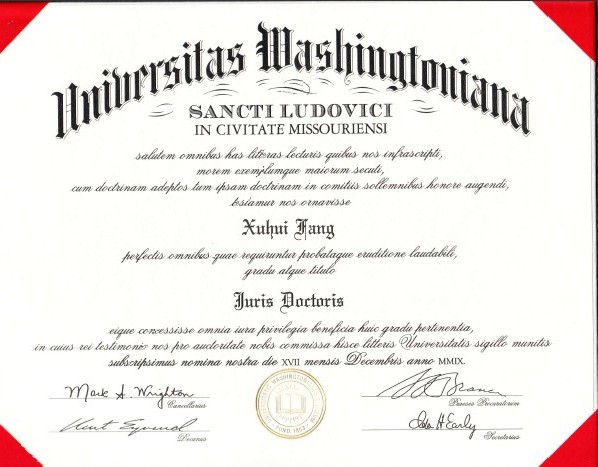 Universitas Washingtoniana
SANCTI LUDOVICI
IN CIVITATE MISSOURIENSI
salutem omnibus has litteras lecturis quibus nos infrascripti,
morem exemplumque maiorum secuti,
cum doctrinam adeptos tum ipsam doctrinam in comitiis sollemnibus honore augendi,
testamur nos ornavisse
Xuhui Fang
perfectis omnibus quae requiruntur probataque eruditione laudabili,
gradu atque titulo
Juris Doctoris
eique concessisse omnia iura privilegia beneficia huic gradu pertinentia,
in cuius rei testimonio nos pro auctoritate nobis commissa hisce litteris Universitatis sigillo munitis
subscripsimus nomina nostra die XVII mensis Decembris anno MMIX.
Mark S. Wrighton
Cancellarius
Praeses Procuratorum
Decanus
Ida H Early
Secretarius